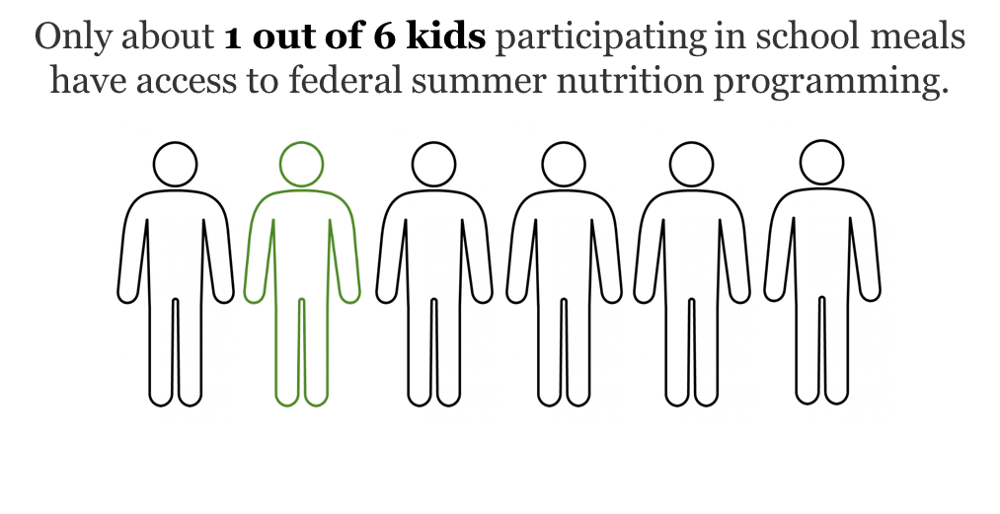 Only about 1 out of 6 kids participating in school meals
have access to federal summer nutrition programming.